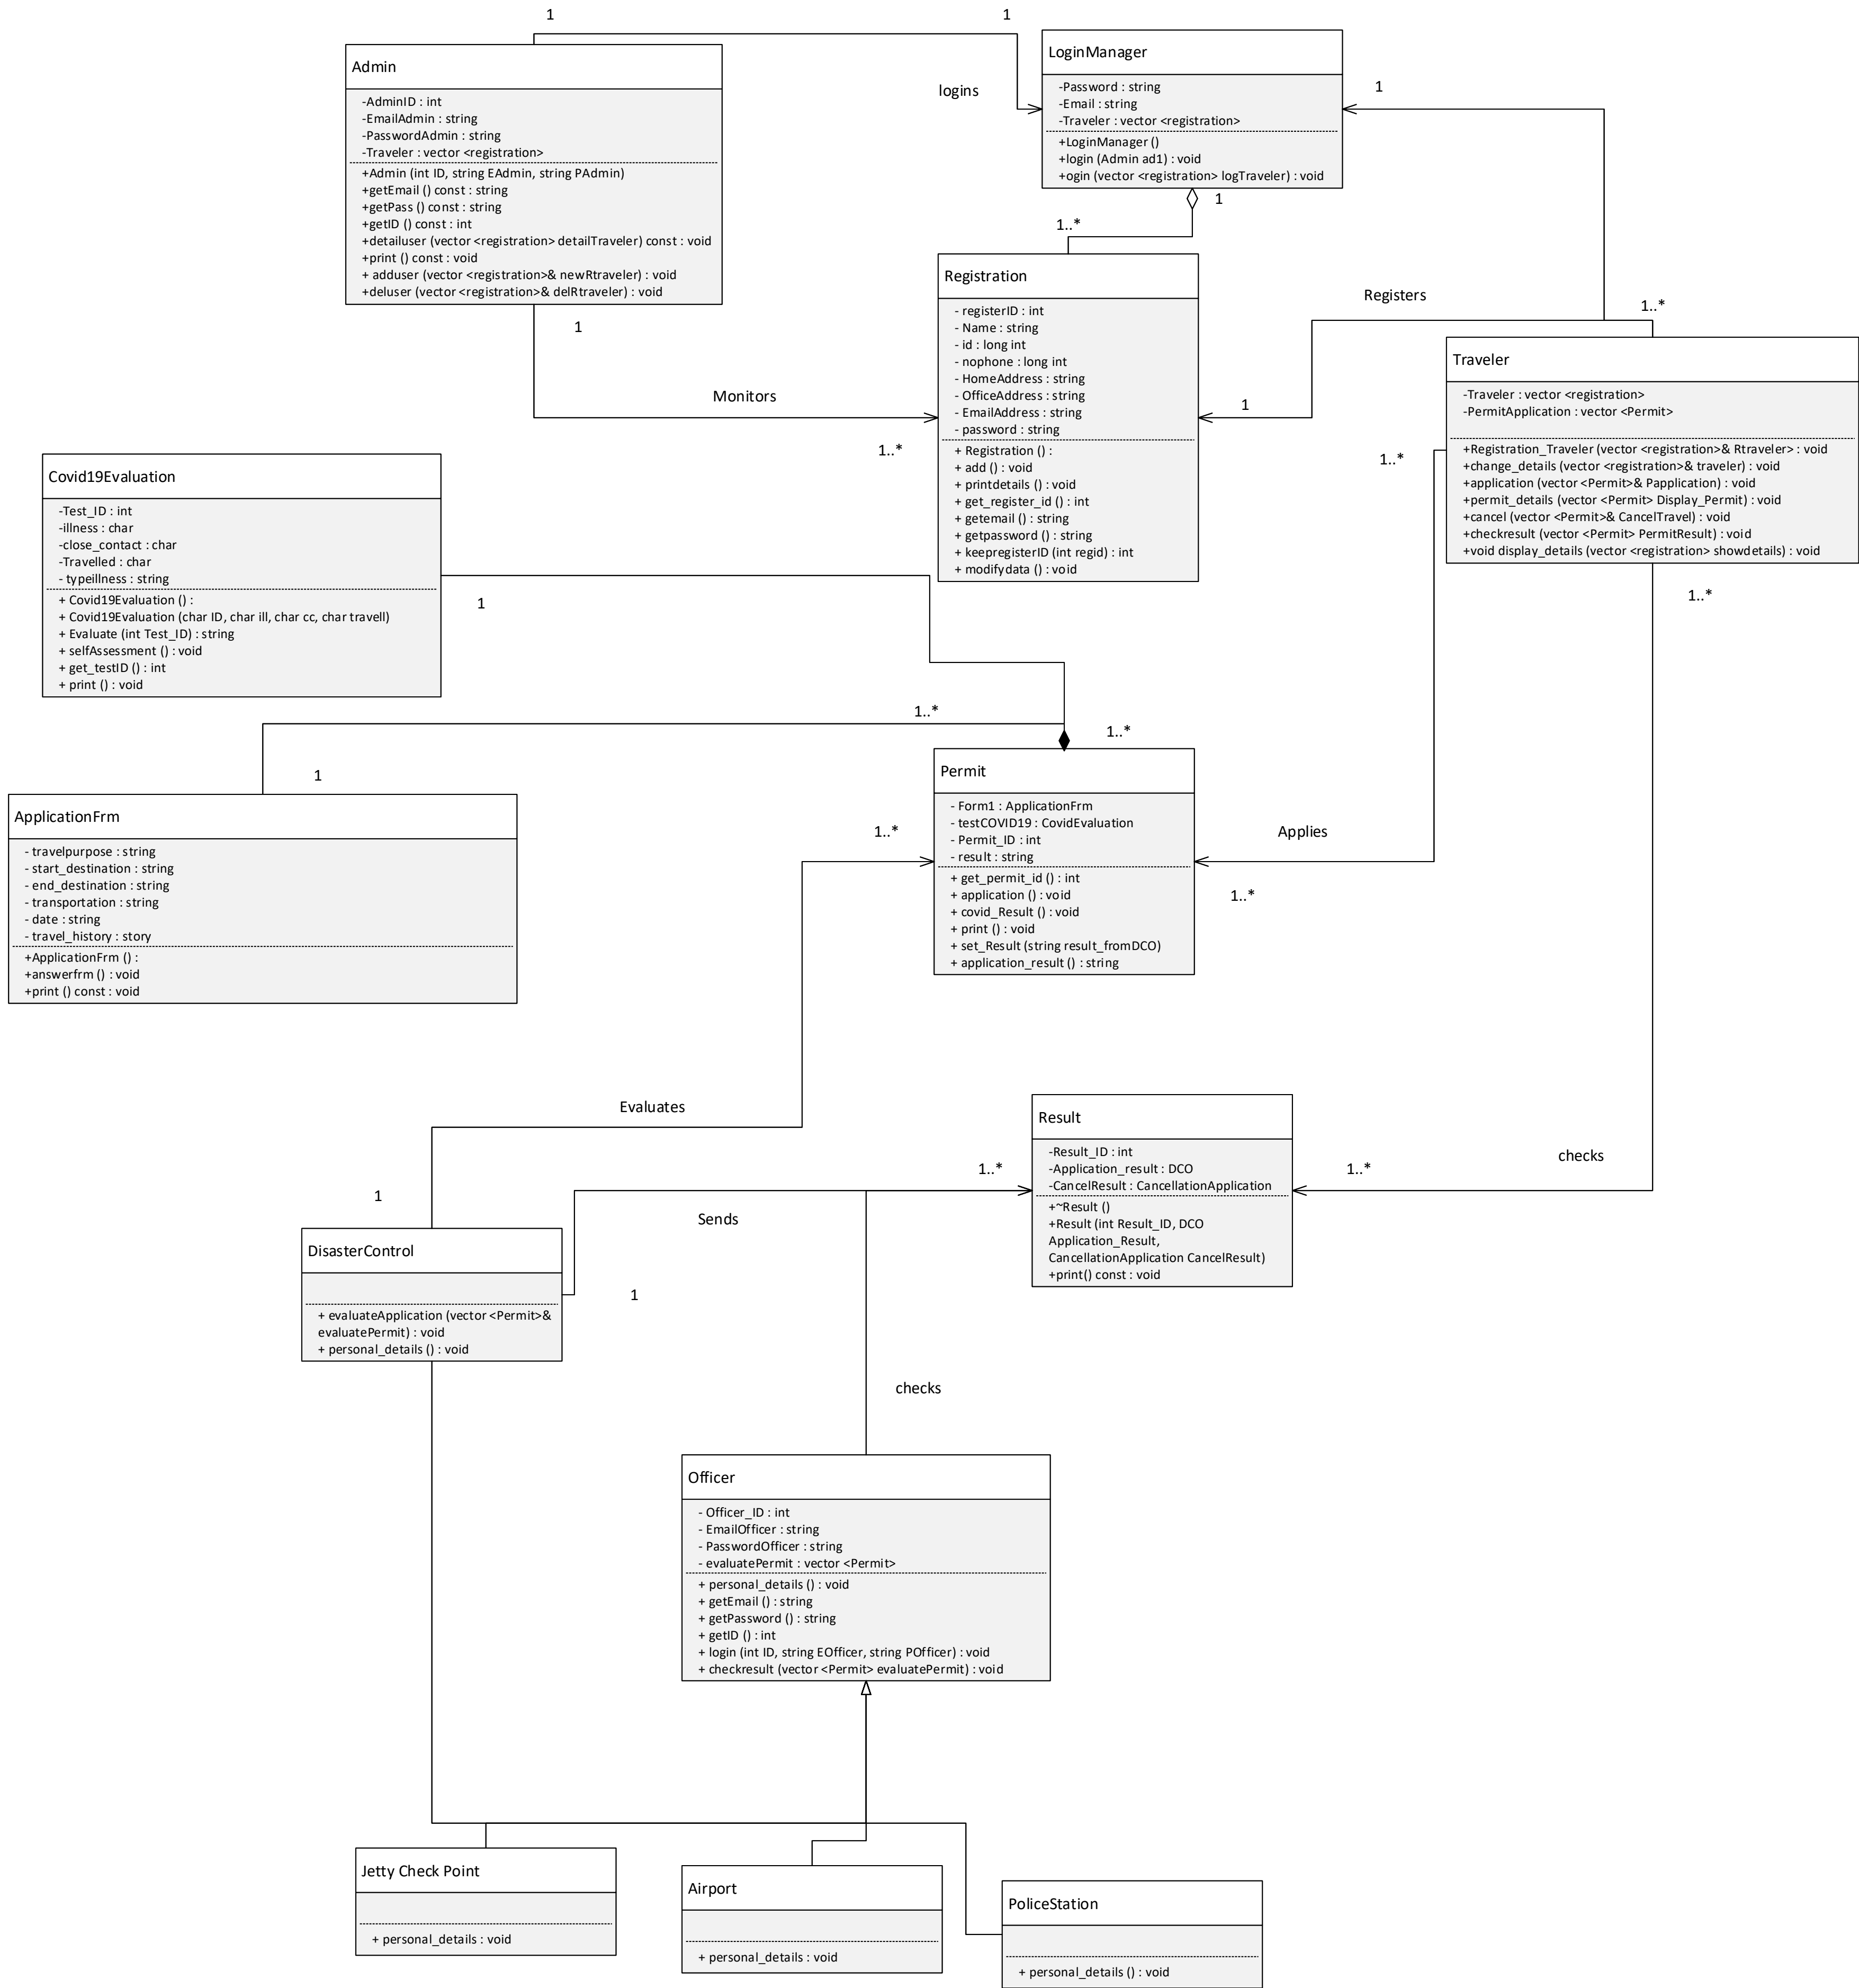 1
1
logins
Admin
-AdminID : int
-EmailAdmin : string
-PasswordAdmin : string
-Traveler : vector <registration>
+Admin (int ID, string EAdmin, string PAdmin)
+getEmail () const : string
+getPass () const : string
+getID () const : int
+detailuser (vector <registration> detailTraveler) const : void
+print () const : void
+ adduser (vector <registration>& newRtraveler) : void
+deluser (vector <registration>& delRtraveler) : void
LoginManager
-Password : string
-Email : string
-Traveler : vector <registration>
+LoginManager ()
+login (Admin ad1) : void
+ogin (vector <registration> logTraveler) : void
1
1
1..*
Registration
- registerID : int
- Name : string
- id : long int
- nophone : long int
- HomeAddress : string
- OfficeAddress : string
- EmailAddress : string
- password : string
+ Registration () :
+ add () : void
+ printdetails () : void
+ get_register_id () : int
+ getemail () : string
+ getpassword () : string
+ keepregisterID (int regid) : int
+ modifydata () : void
1
Monitors
1..*
Registers
1
1..*
Traveler
-Traveler : vector <registration>
-PermitApplication : vector <Permit>
+Registration_Traveler (vector <registration>& Rtraveler> : void
+change_details (vector <registration>& traveler) : void
+application (vector <Permit>& Papplication) : void
+permit_details (vector <Permit> Display_Permit) : void
+cancel (vector <Permit>& CancelTravel) : void
+checkresult (vector <Permit> PermitResult) : void
+void display_details (vector <registration> showdetails) : void
1..*
1..*
Covid19Evaluation
-Test_ID : int
-illness : char
-close_contact : char
-Travelled : char
- typeillness : string
+ Covid19Evaluation () :
+ Covid19Evaluation (char ID, char ill, char cc, char travell)
+ Evaluate (int Test_ID) : string
+ selfAssessment () : void
+ get_testID () : int
+ print () : void
1
1..*
1..*
1
ApplicationFrm
- travelpurpose : string
- start_destination : string
- end_destination : string
- transportation : string
- date : string
- travel_history : story
+ApplicationFrm () :
+answerfrm () : void
+print () const : void
Permit
- Form1 : ApplicationFrm
- testCOVID19 : CovidEvaluation
- Permit_ID : int
- result : string
+ get_permit_id () : int
+ application () : void
+ covid_Result () : void
+ print () : void
+ set_Result (string result_fromDCO)
+ application_result () : string
1..*
Applies
1..*
Evaluates
1
Result
-Result_ID : int
-Application_result : DCO
-CancelResult : CancellationApplication
+~Result ()
+Result (int Result_ID, DCO
Application_Result,
CancellationApplication CancelResult)
+print() const : void
1..*
1..*
checks
Sends
1
DisasterControl
+ evaluateApplication (vector <Permit>&
evaluatePermit) : void
+ personal_details () : void
checks
Officer
- Officer_ID : int
- EmailOfficer : string
- PasswordOfficer : string
- evaluatePermit : vector <Permit>
+ personal_details () : void
+ getEmail () : string
+ getPassword () : string
+ getID () : int
+ login (int ID, string EOfficer, string POfficer) : void
+ checkresult (vector <Permit> evaluatePermit) : void
Jetty Check Point
+ personal_details : void
Airport
+ personal_details : void
PoliceStation
+ personal_details () : void